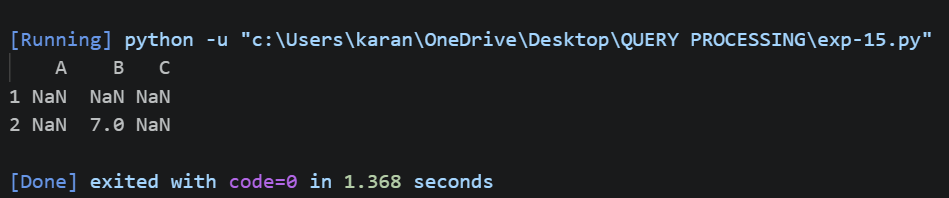 [Running] python -u "c:\Users\karan\OneDrive\Desktop\QUERY PROCESSING\exp-15.py"
    A    B   C
1 NaN  NaN NaN
2 NaN  7.0 NaN
[Done] exited with code=0 in 1.368 seconds